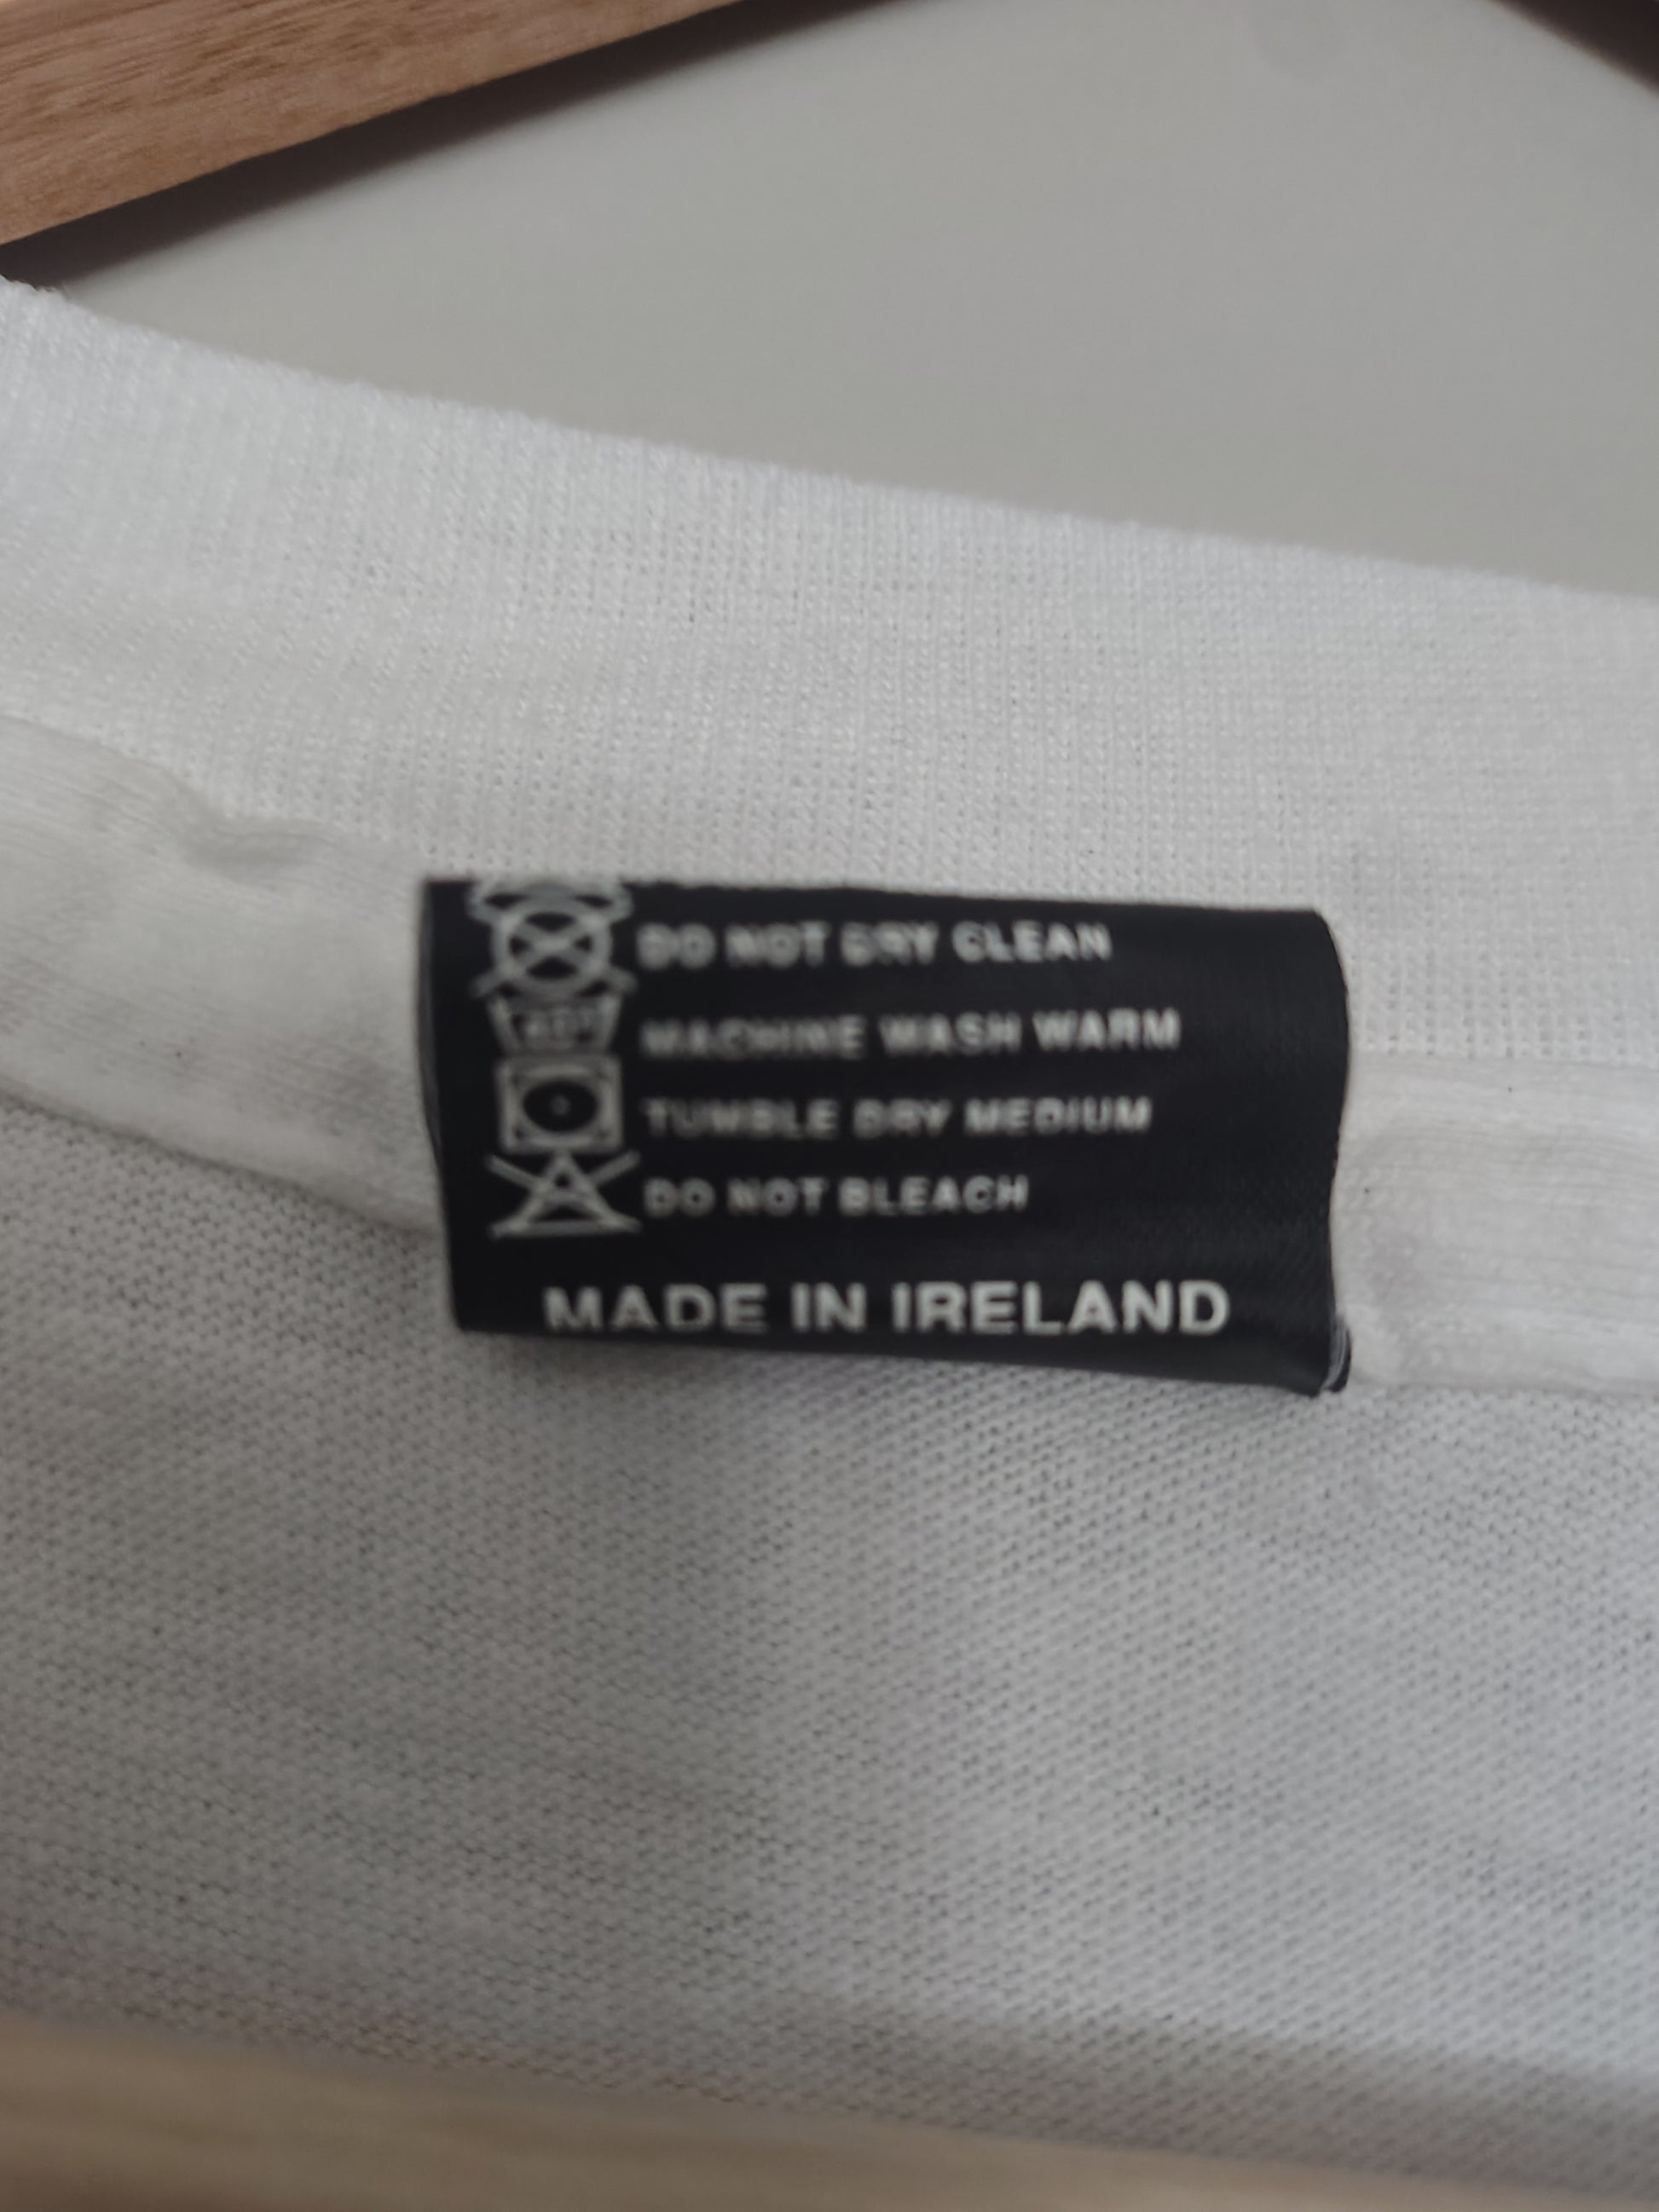 DO NOT DRY CLEAN
MACHINE WASH WARM
TUMBLE DRY MEDIUM
DO NOT BLEACH
MADE IN IRELAND